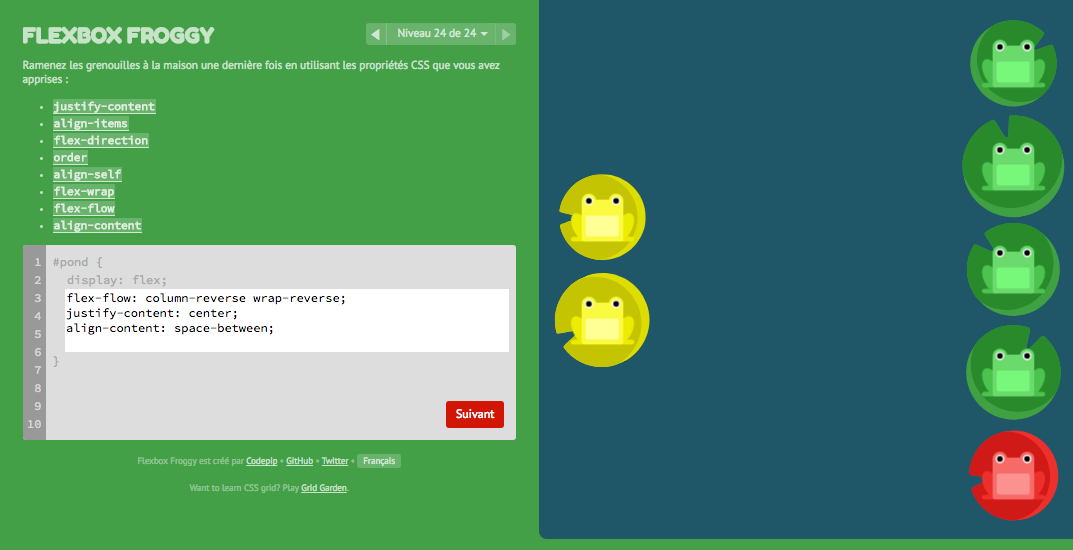 FLEXBOX FROGGY
Niveau 24 de 24
Ramenez les grenouilles à la maison une dernière fois en utilisant les propriétés CSS que vous avez
apprises :
• justify-content
• align-items
• flex-direction
• order
• align-self
• flex-wrap
• flex-flow
• align-content
1 #pond {
2 display: flex;
3 flex-flow: column-reverse wrap-reverse;
4 justify-content: center;
5 align-content: space-between;
6
7 }
8
9
10
Suivant
Flexbox Froggy est créé par Codepip • GitHub • Twitter • Français
Want to learn CSS grid? Play Grid Garden.